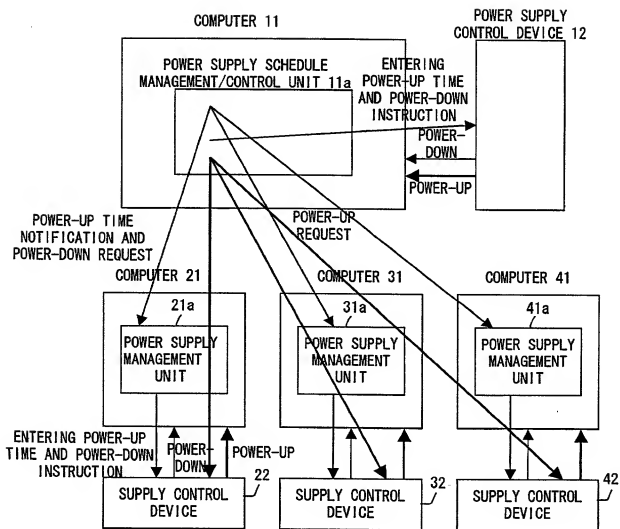 COMPUTER 11
POWER SUPPLY
CONTROL DEVICE 12
POWER SUPPLY SCHEDULE
MANAGEMENT/CONTROL UNIT 11a
ENTERING
POWER-UP TIME
AND POWER-DOWN
INSTRUCTION
POWER-
DOWN
POWER-UP
POWER-UP TIME
NOTIFICATION AND
POWER-DOWN REQUEST
POWER-UP
REQUEST
COMPUTER 21
COMPUTER 31
COMPUTER 41
21a
31a
41a
POWER SUPPLY
MANAGEMENT
UNIT
POWER SUPPLY
MANAGEMENT
UNIT
POWER SUPPLY
MANAGEMENT
UNIT
ENTERING POWER-UP
TIME AND POWER-DOWN
INSTRUCTION
POWER-
DOWN
POWER-UP
22
32
42
SUPPLY CONTROL
DEVICE
SUPPLY CONTROL
DEVICE
SUPPLY CONTROL
DEVICE